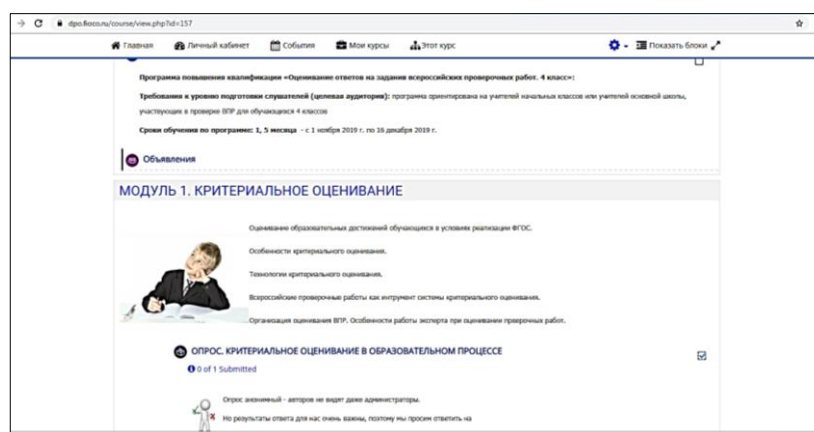 dpo.fioco.ru/course/view.php?id=157
Главная Личный кабинет События Мои курсы Этот курс Показать блоки
Программа повышения квалификации «Оценивание ответов на задания всероссийских проверочных работ. 4 класс»:
Требования к уровню подготовки слушателей (целевая аудитория): программа ориентирована на учителей начальных классов или учителей основной школы,
участвующих в проверке ВПР для обучающихся 4 классов
Сроки обучения по программе: 1, 5 месяца - с 1 ноября 2019 г. по 16 декабря 2019 г.
Объявления
МОДУЛЬ 1. КРИТЕРИАЛЬНОЕ ОЦЕНИВАНИЕ
Оценивание образовательных достижений обучающихся в условиях реализации ФГОС.
Особенности критериального оценивания.
Технологии критериального оценивания.
Всероссийские проверочные работы как интрумент системы критериального оценивания.
Организация оценивания ВПР. Особенности работы эксперта при оценивании проверочных работ.
ОПРОС. КРИТЕРИАЛЬНОЕ ОЦЕНИВАНИЕ В ОБРАЗОВАТЕЛЬНОМ ПРОЦЕССЕ
0 of 1 Submitted
Опрос анонимный - авторов не видят даже администраторы.
Но результаты ответа для нас очень важны, поэтому мы просим ответить на